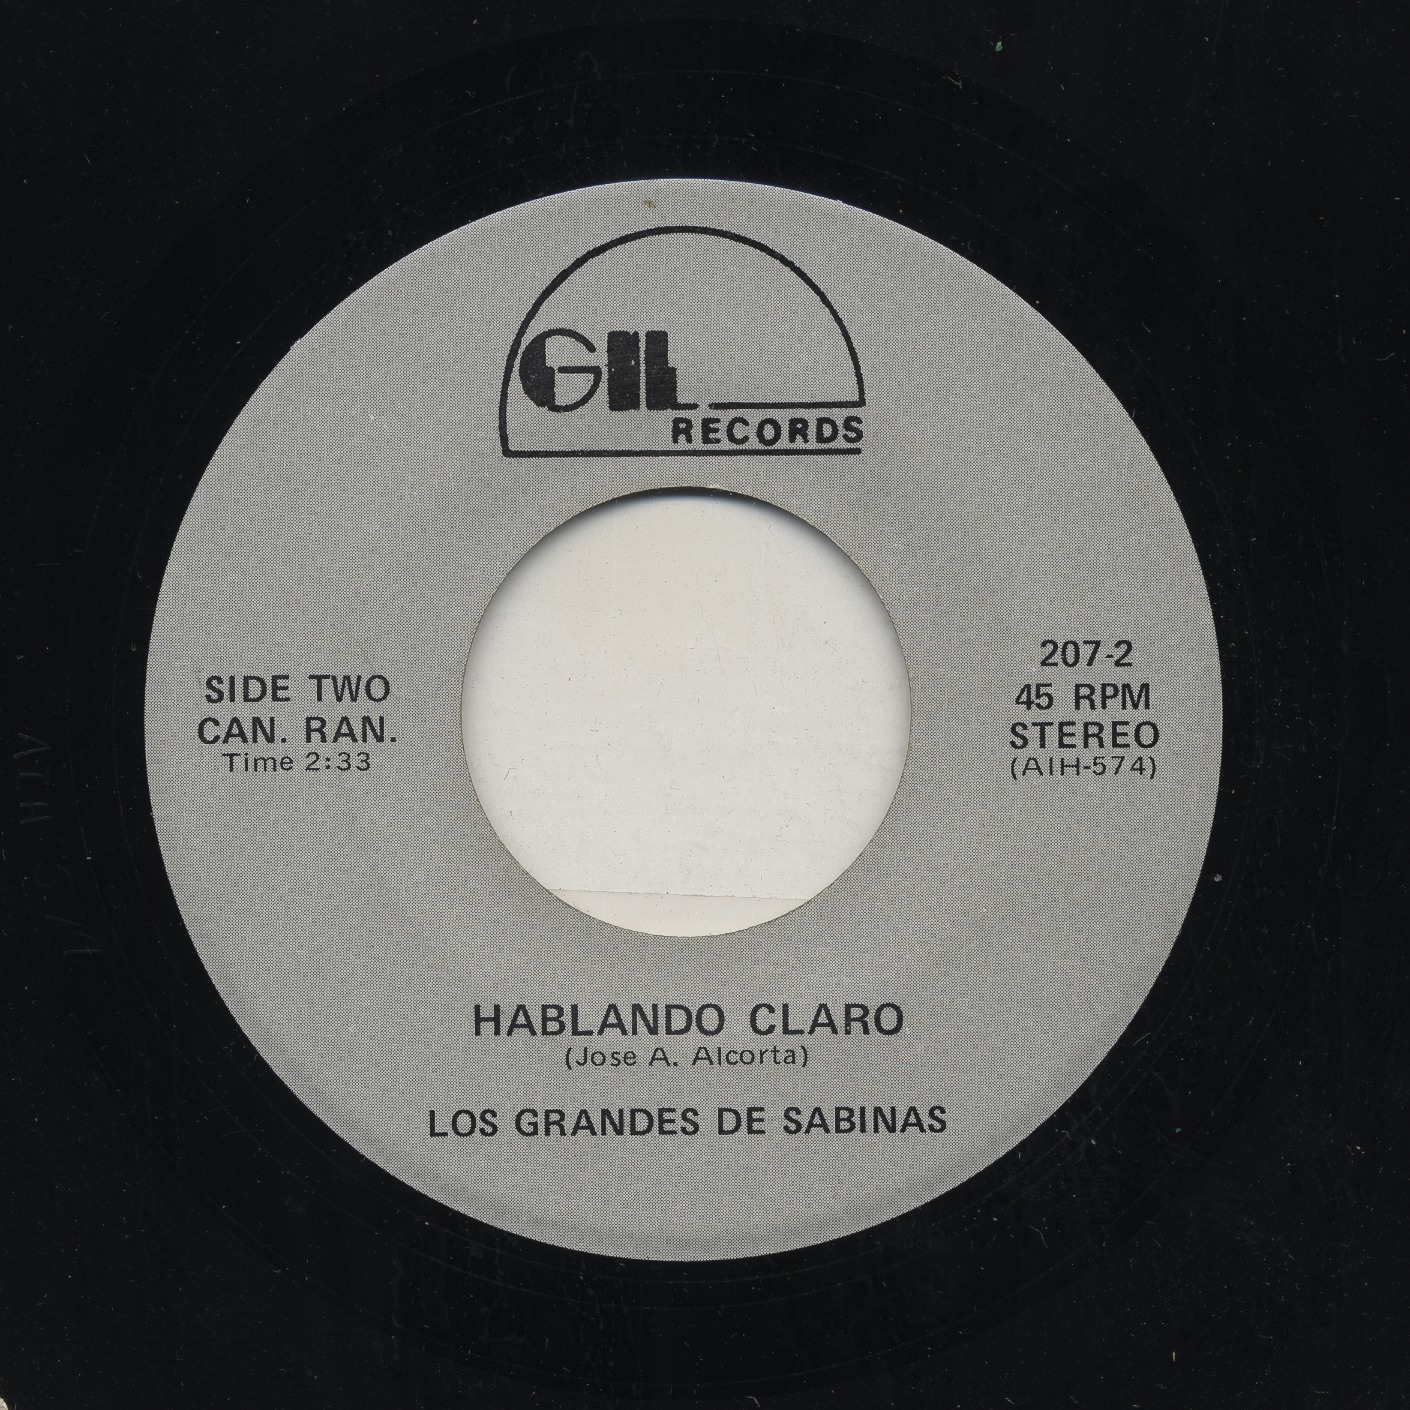 GIL
RECORDS
SIDE TWO
CAN. RAN.
Time 2:33
207-2
45 RPM
STEREO
(AIH-574)
HABLANDO CLARO
(Jose A. Alcorta)
LOS GRANDES DE SABINAS